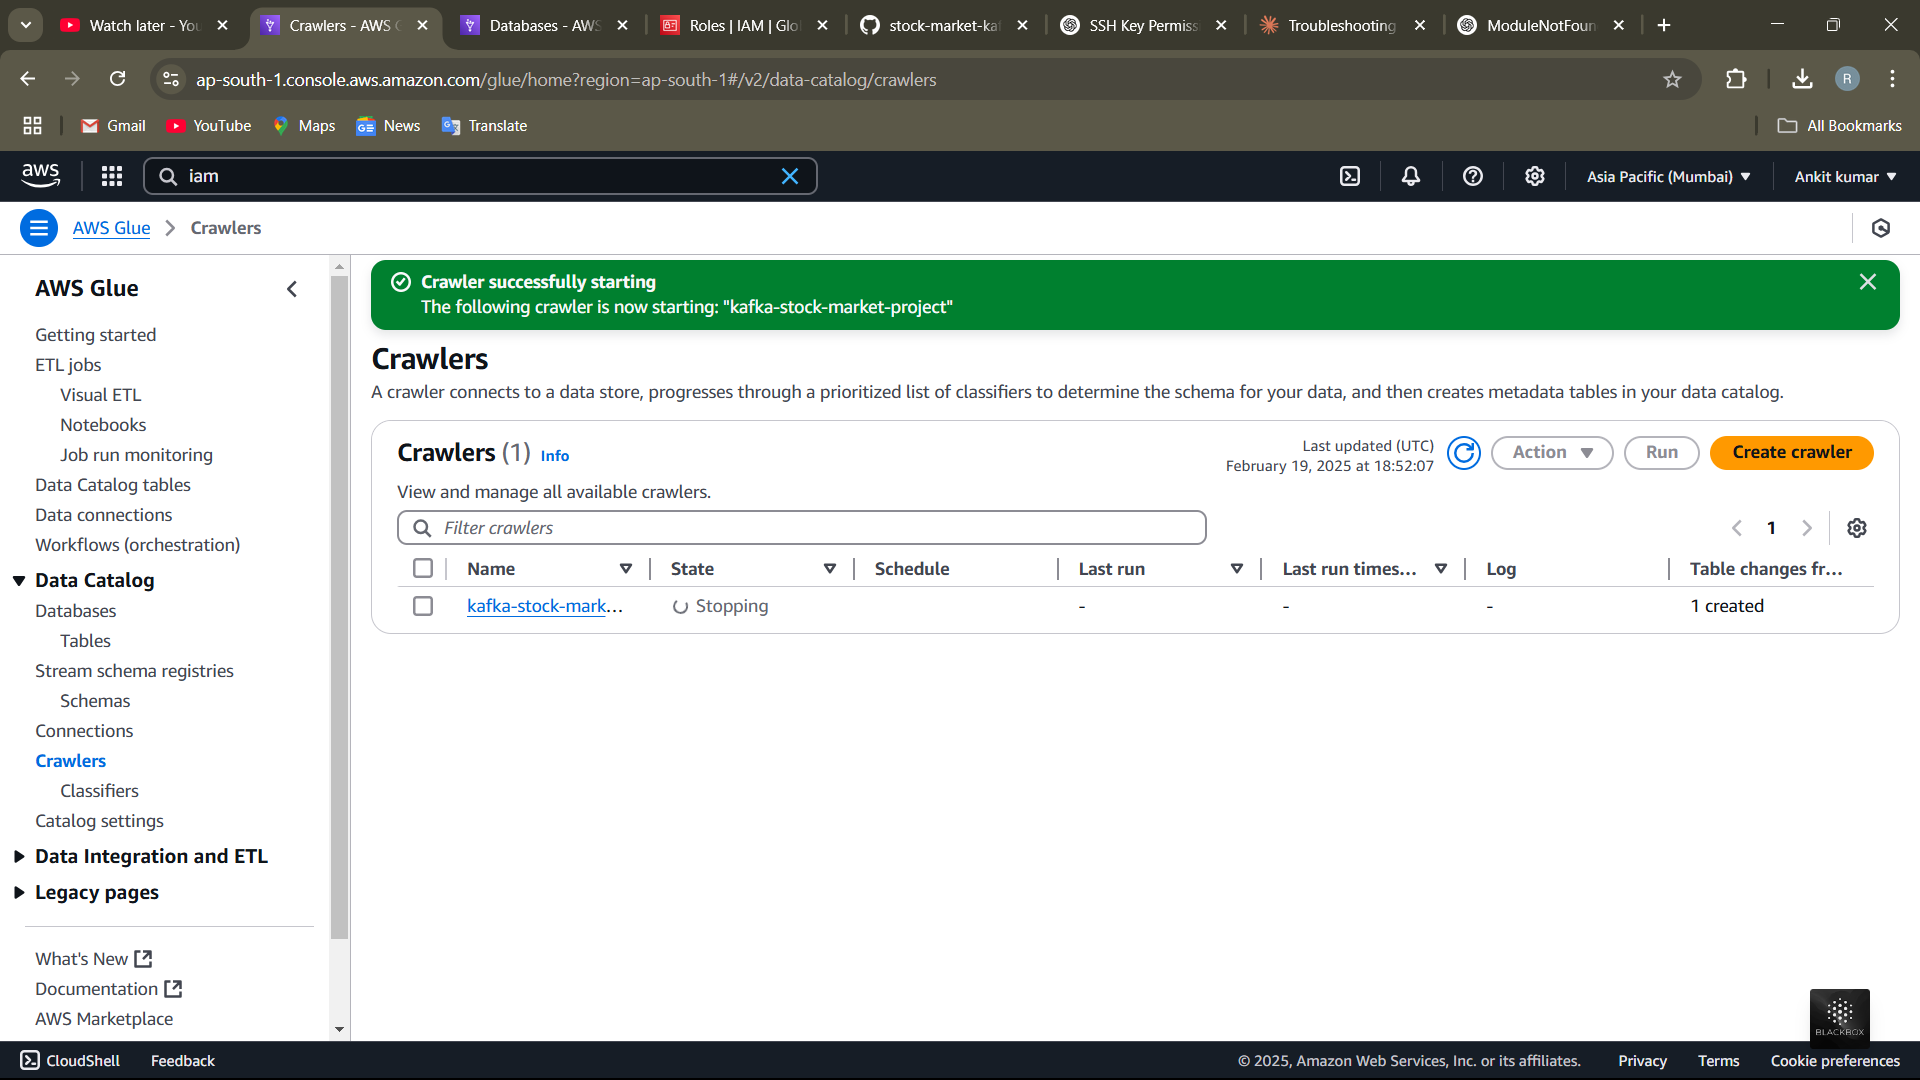 Watch later - You
Crawlers - AWS G
Databases - AWS
Roles | IAM | Glo
stock-market-kaf
SSH Key Permiss
Troubleshooting
ModuleNotFoun
ap-south-1.console.aws.amazon.com/glue/home?region=ap-south-1#/v2/data-catalog/crawlers
R
Gmail
YouTube
Maps
News
Translate
All Bookmarks
aws
iam
Asia Pacific (Mumbai)
Ankit kumar
AWS Glue
Crawlers
AWS Glue
Getting started
ETL jobs
Visual ETL
Notebooks
Job run monitoring
Data Catalog tables
Data connections
Workflows (orchestration)
Data Catalog
Databases
Tables
Stream schema registries
Schemas
Connections
Crawlers
Classifiers
Catalog settings
Data Integration and ETL
Legacy pages
What's New
Documentation
AWS Marketplace
Crawler successfully starting
The following crawler is now starting: "kafka-stock-market-project"
Crawlers
A crawler connects to a data store, progresses through a prioritized list of classifiers to determine the schema for your data, and then creates metadata tables in your data catalog.
Crawlers (1) Info
Last updated (UTC)
February 19, 2025 at 18:52:07
Action
Run
Create crawler
View and manage all available crawlers.
Filter crawlers
1
Name
State
Schedule
Last run
Last run times...
Log
Table changes fr...
kafka-stock-mark...
Stopping
-
-
-
1 created
BLACKBOX
CloudShell
Feedback
© 2025, Amazon Web Services, Inc. or its affiliates.
Privacy
Terms
Cookie preferences